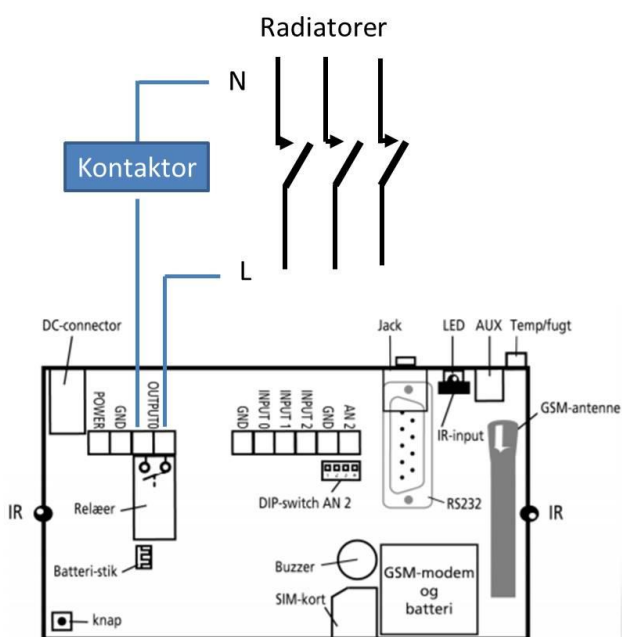 Radiatorer
N
Kontaktor
L
DC-connector
Jack
LED
AUX
Temp/fugt
POWER
GND
OUTPUT0
GND
INPUT 0
INPUT 1
INPUT 2
GND
AN 2
GSM-antenne
IR-input
DIP-switch AN 2
RS232
IR
Relæer
IR
Batteri-stik
Buzzer
GSM-modem
og
batteri
SIM-kort
knap